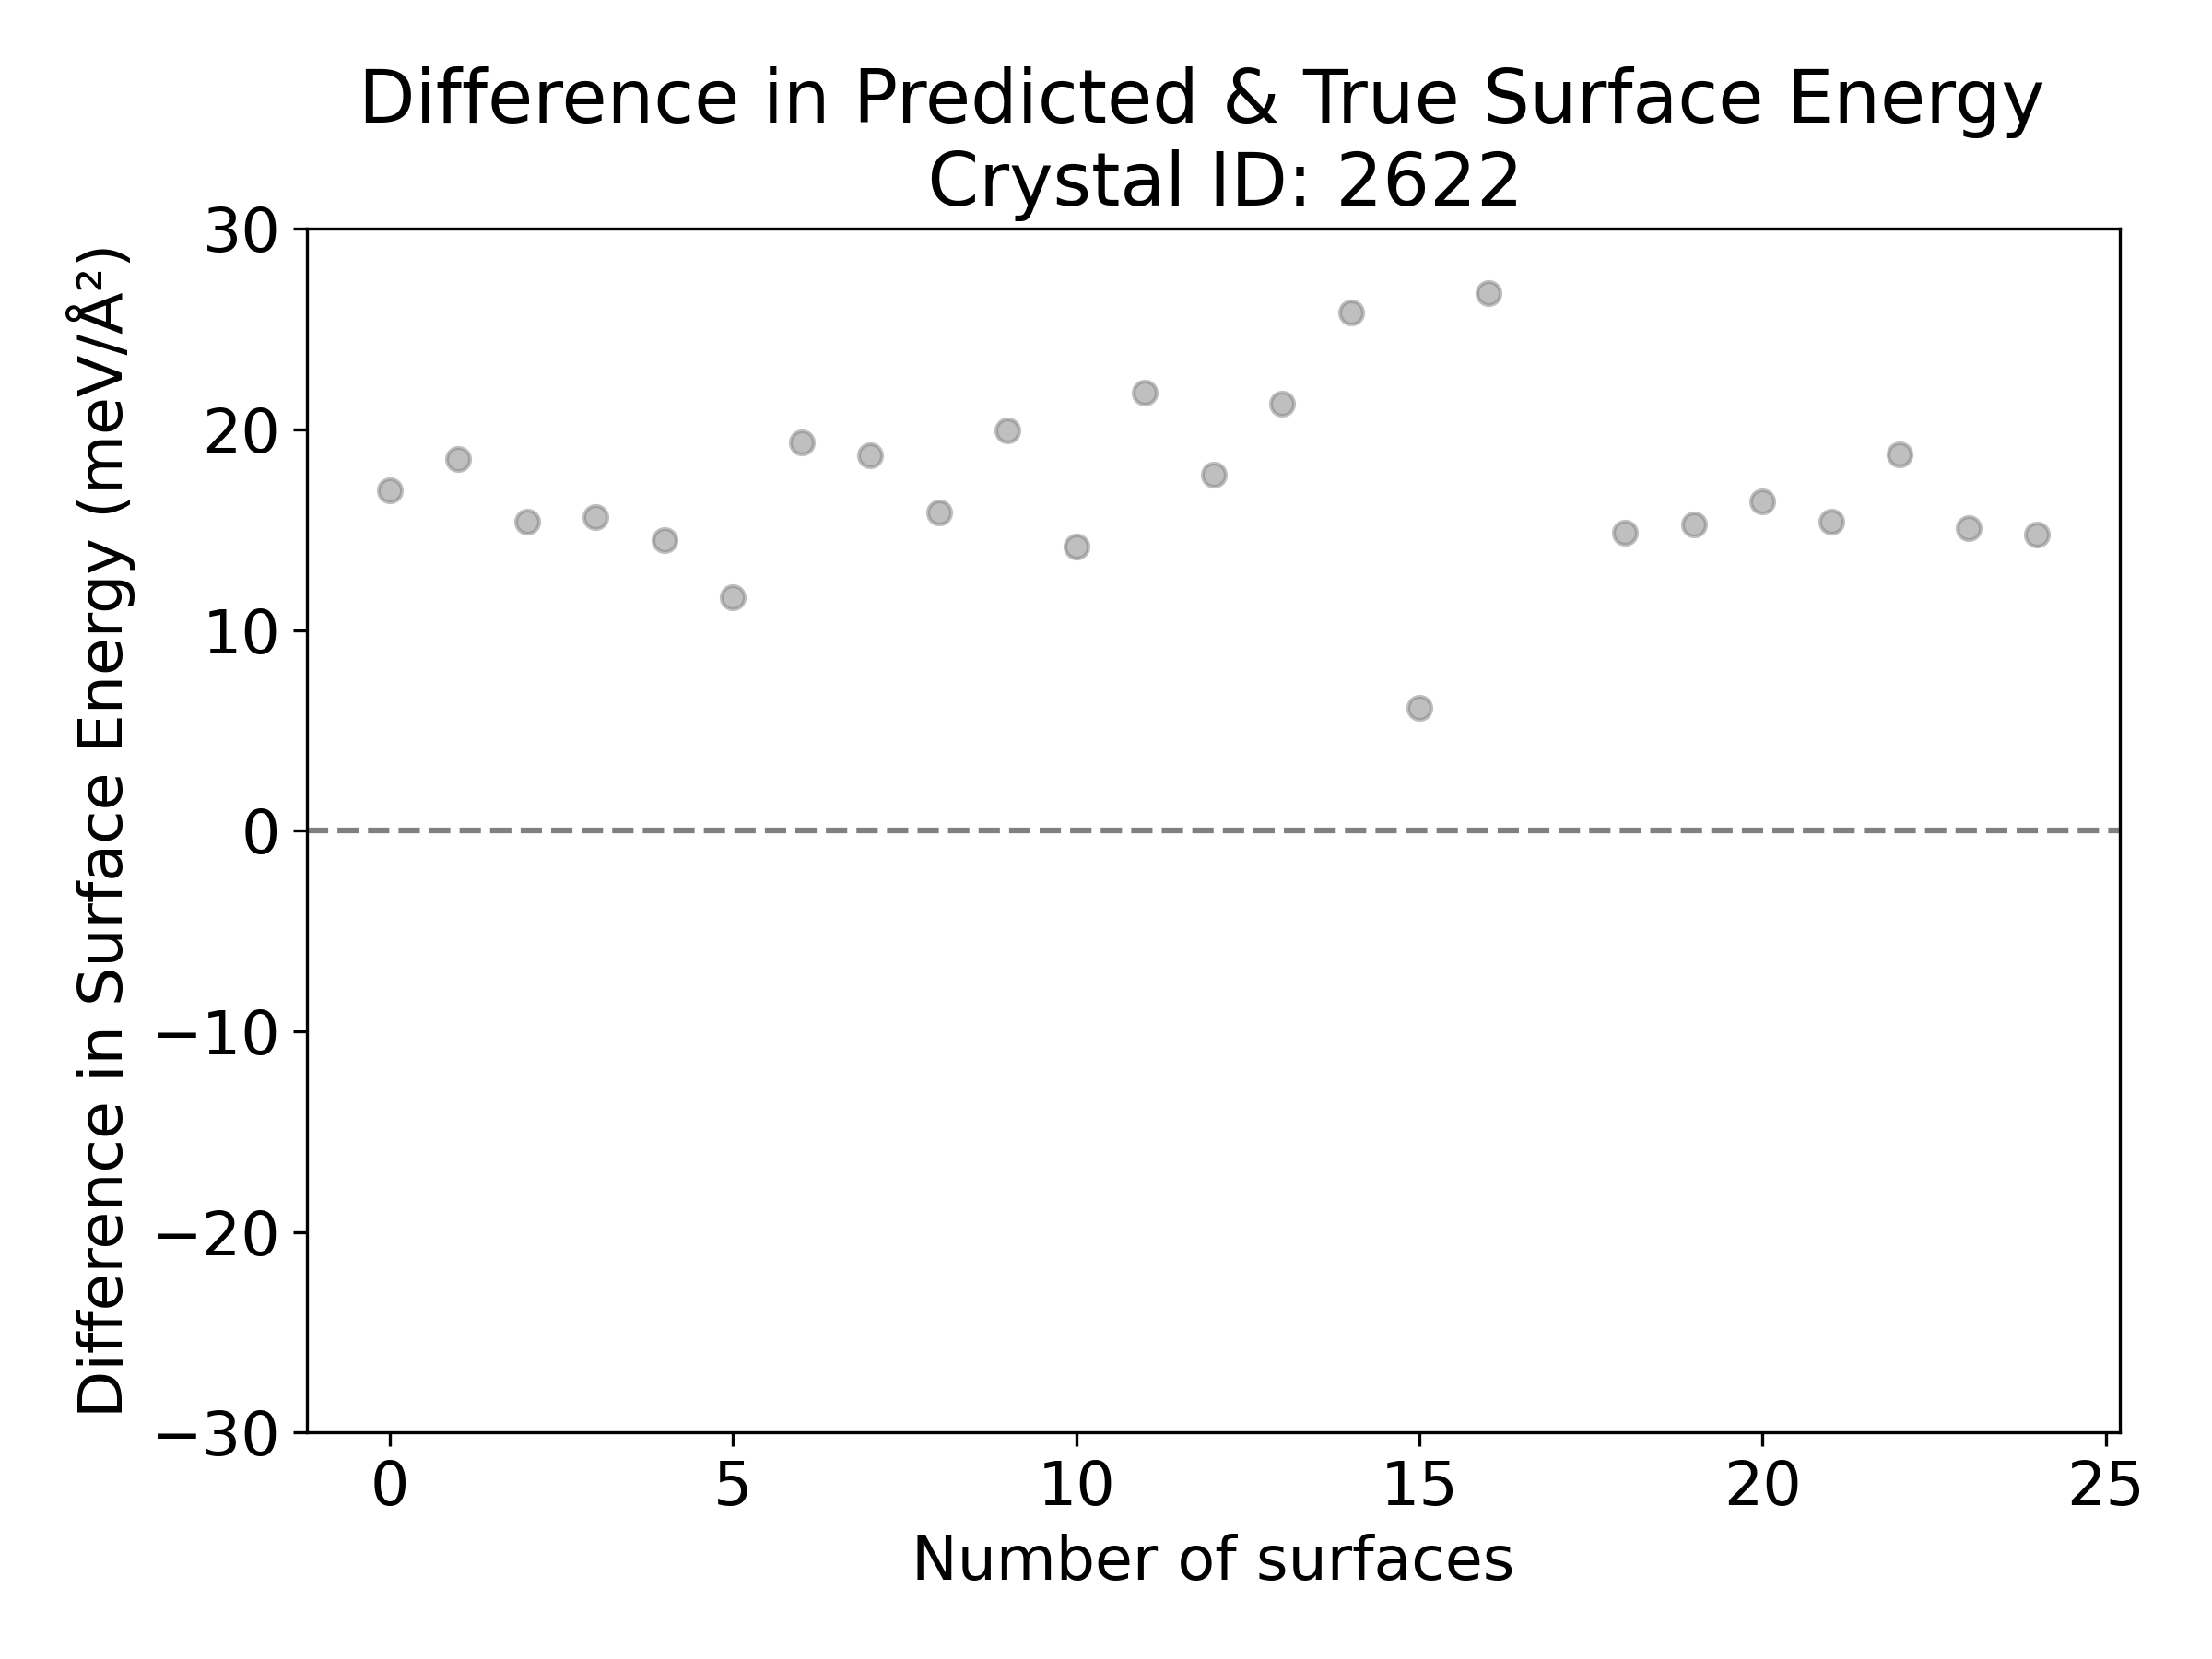 Difference in Predicted & True Surface Energy
Crystal ID: 2622
Difference in Surface Energy (meV/Å²)
30
20
10
0
−10
−20
−30
0 5 10 15 20 25
Number of surfaces